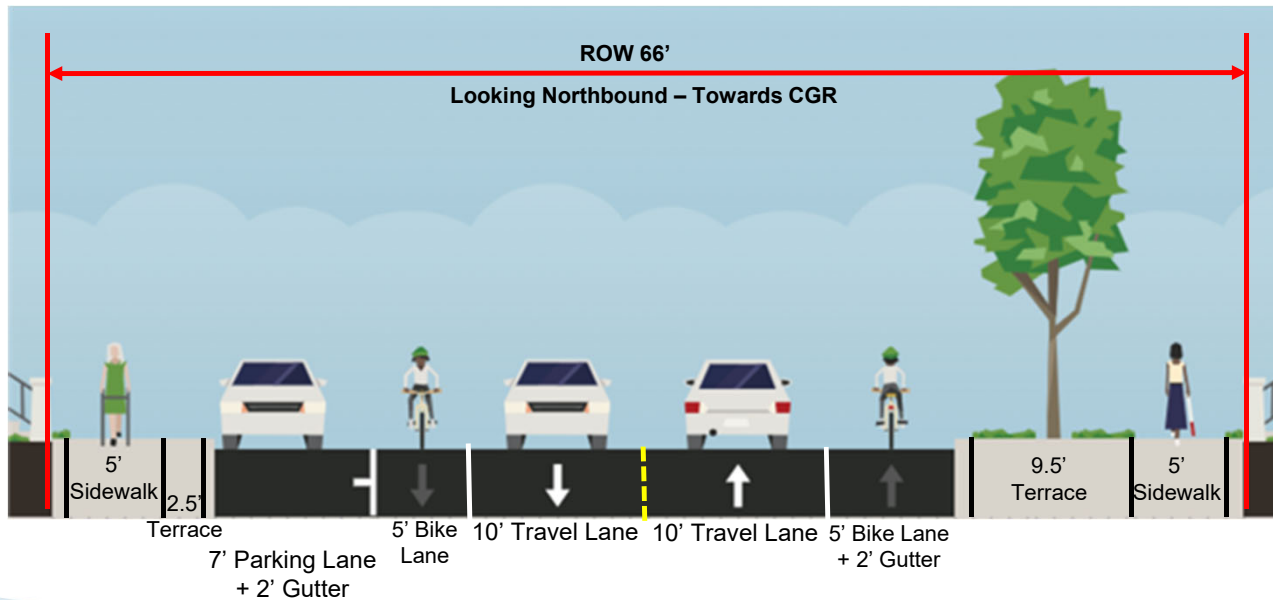 ROW 66’
Looking Northbound – Towards CGR
5’
Sidewalk
2.5’
Terrace
7’ Parking Lane
+ 2’ Gutter
5’ Bike
Lane
10’ Travel Lane
10’ Travel Lane
5’ Bike Lane
+ 2’ Gutter
9.5’
Terrace
5’
Sidewalk